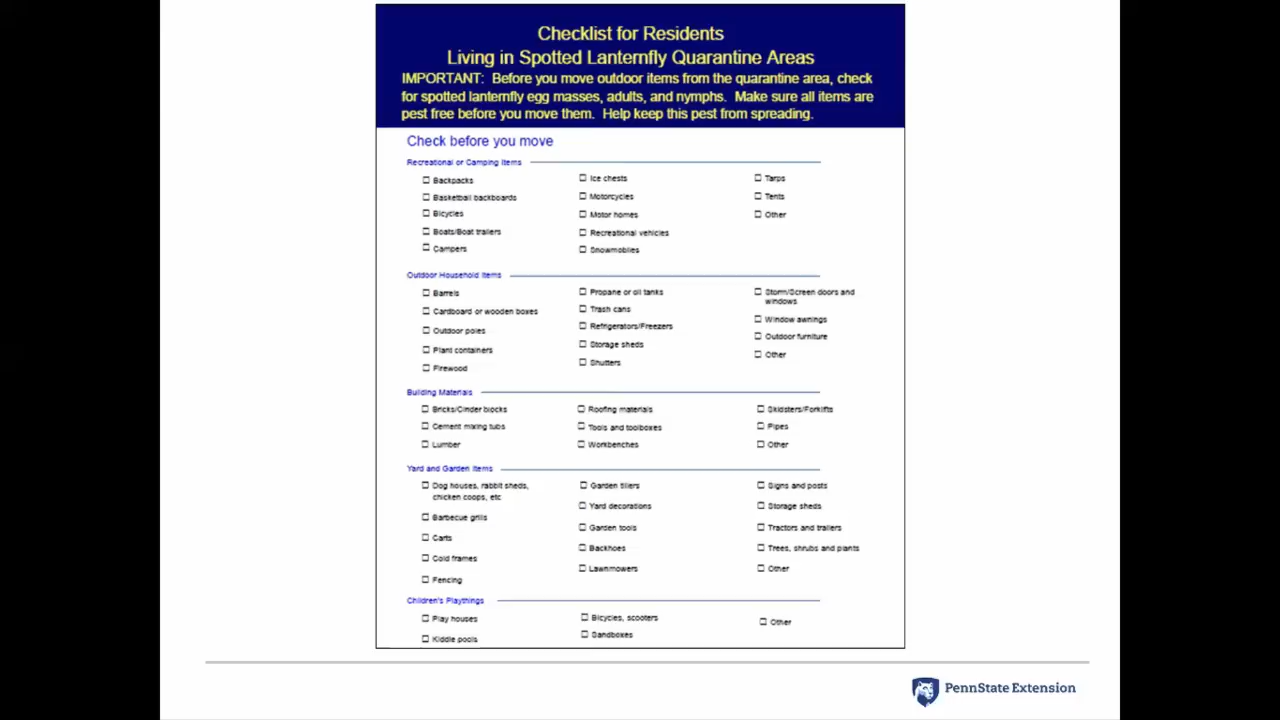 Checklist for Residents
Living in Spotted Lanternfly Quarantine Areas
IMPORTANT: Before you move outdoor items from the quarantine area, check
for spotted lanternfly egg masses, adults, and nymphs. Make sure all items are
pest free before you move them. Help keep this pest from spreading.
Check before you move
Recreational or Camping Items
Backpacks
Basketball backboards
Bicycles
Boats/Boat trailers
Campers
Ice chests
Motorcycles
Motor homes
Recreational vehicles
Snowmobiles
Tarps
Tents
Other
Outdoor Household Items
Barrels
Cardboard or wooden boxes
Outdoor poles
Plant containers
Firewood
Propane or oil tanks
Trash cans
Refrigerators/Freezers
Storage sheds
Shutters
Storm/Screen doors and
windows
Window awnings
Outdoor furniture
Other
Building Materials
Bricks/Cinder blocks
Cement mixing tubs
Lumber
Roofing materials
Tools and toolboxes
Workbenches
Skidsters/Forklifts
Pipes
Other
Yard and Garden Items
Dog houses, rabbit sheds,
chicken coops, etc
Barbecue grills
Carts
Cold frames
Fencing
Garden tillers
Yard decorations
Garden tools
Backhoes
Lawnmowers
Signs and posts
Storage sheds
Tractors and trailers
Trees, shrubs and plants
Other
Children's Playthings
Play houses
Kiddie pools
Bicycles, scooters
Sandboxes
Other
PennState Extension